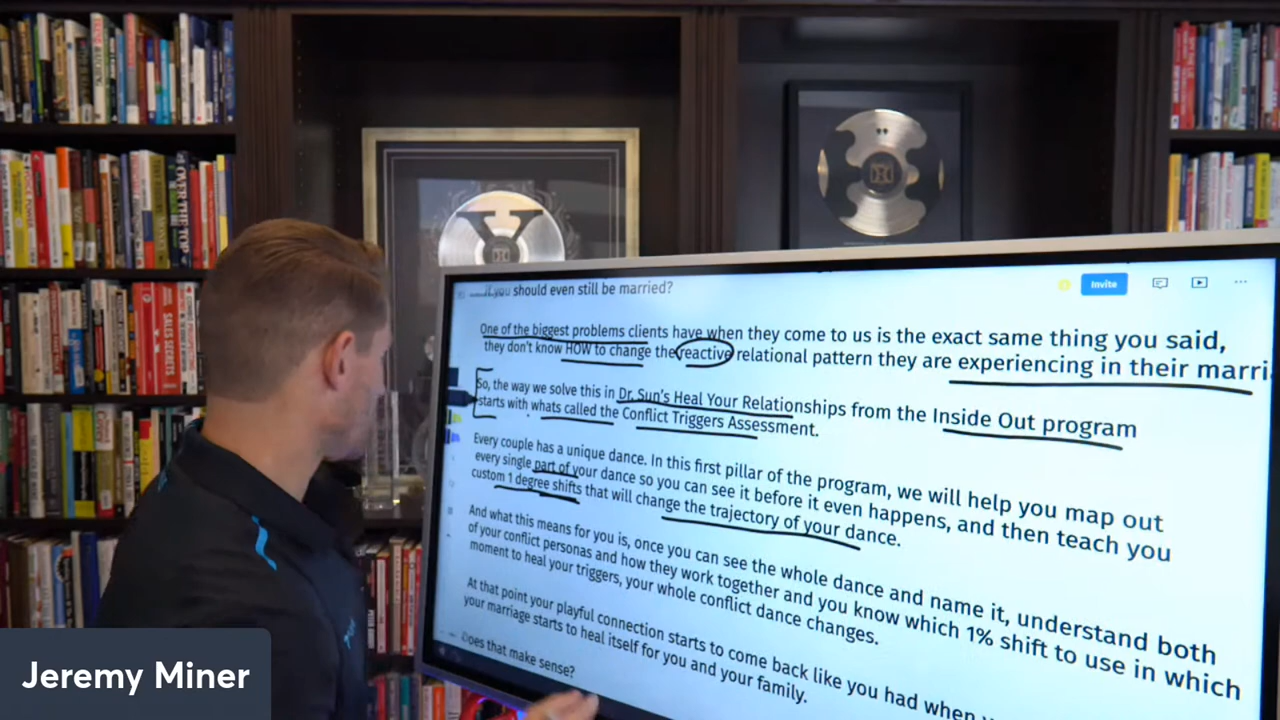 if you should even still be married?
Invite
One of the biggest problems clients have when they come to us is the exact same thing you said,
they don't know HOW to change the reactive relational pattern they are experiencing in their marri
So, the way we solve this in Dr. Sun's Heal Your Relationships from the Inside Out program
starts with whats called the Conflict Triggers Assessment.
Every couple has a unique dance. In this first pillar of the program, we will help you map out
every single part of your dance so you can see it before it even happens, and then teach you
custom 1 degree shifts that will change the trajectory of your dance.
And what this means for you is, once you can see the whole dance and name it, understand both
of your conflict personas and how they work together and you know which 1% shift to use in which
moment to heal your triggers, your whole conflict dance changes.
At that point your playful connection starts to come back like you had when
your marriage starts to heal itself for you and your family.
Does that make sense?
OVER THE TOP
SALES SECRETS
Jeremy Miner